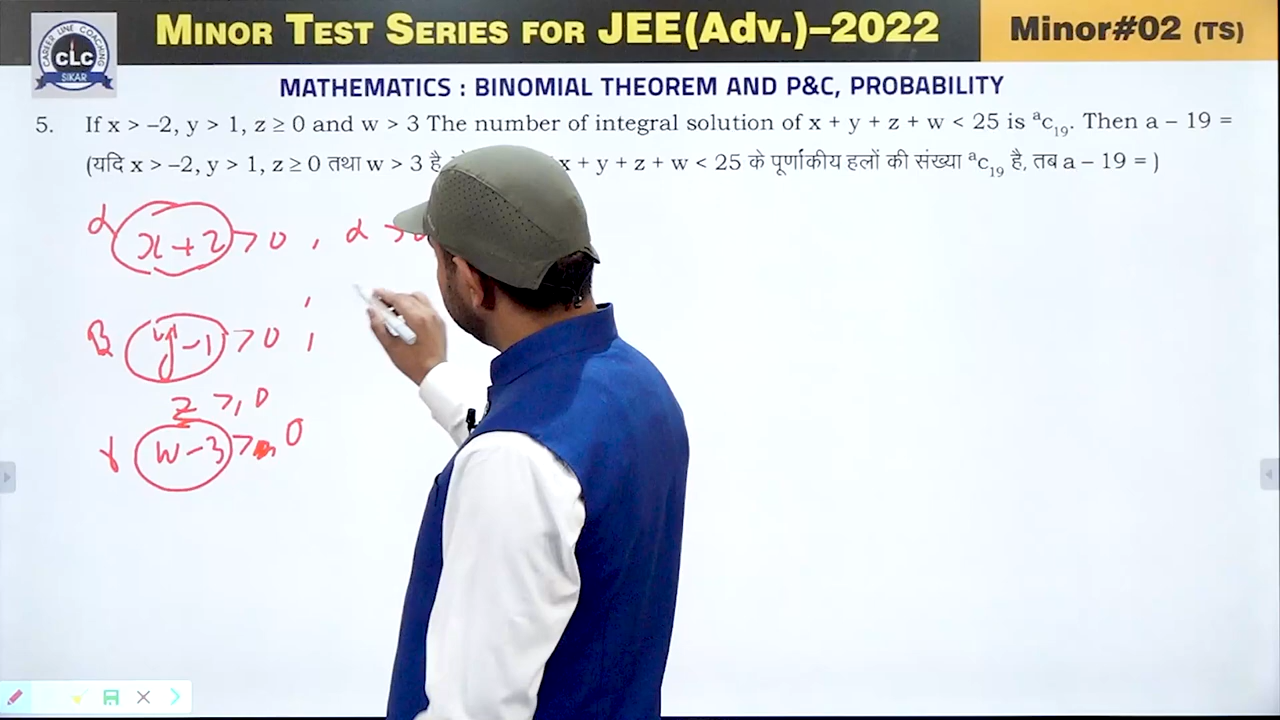 CAREER LINE COACHING
CLC
SIKAR
MINOR TEST SERIES FOR JEE(Adv.)–2022
Minor#02 (TS)
MATHEMATICS : BINOMIAL THEOREM AND P&C, PROBABILITY
5. If x > –2, y > 1, z ≥ 0 and w > 3 The number of integral solution of x + y + z + w < 25 is ᵃc₁₉. Then a – 19 =
(यदि x > –2, y > 1, z ≥ 0 तथा w > 3 है x + y + z + w < 25 के पूर्णांकीय हलों की संख्या ᵃc₁₉ है, तब a – 19 = )
α x+2 > 0 , α >
β y-1 > 0 ,
z ≥ 0
γ w-3 > 0